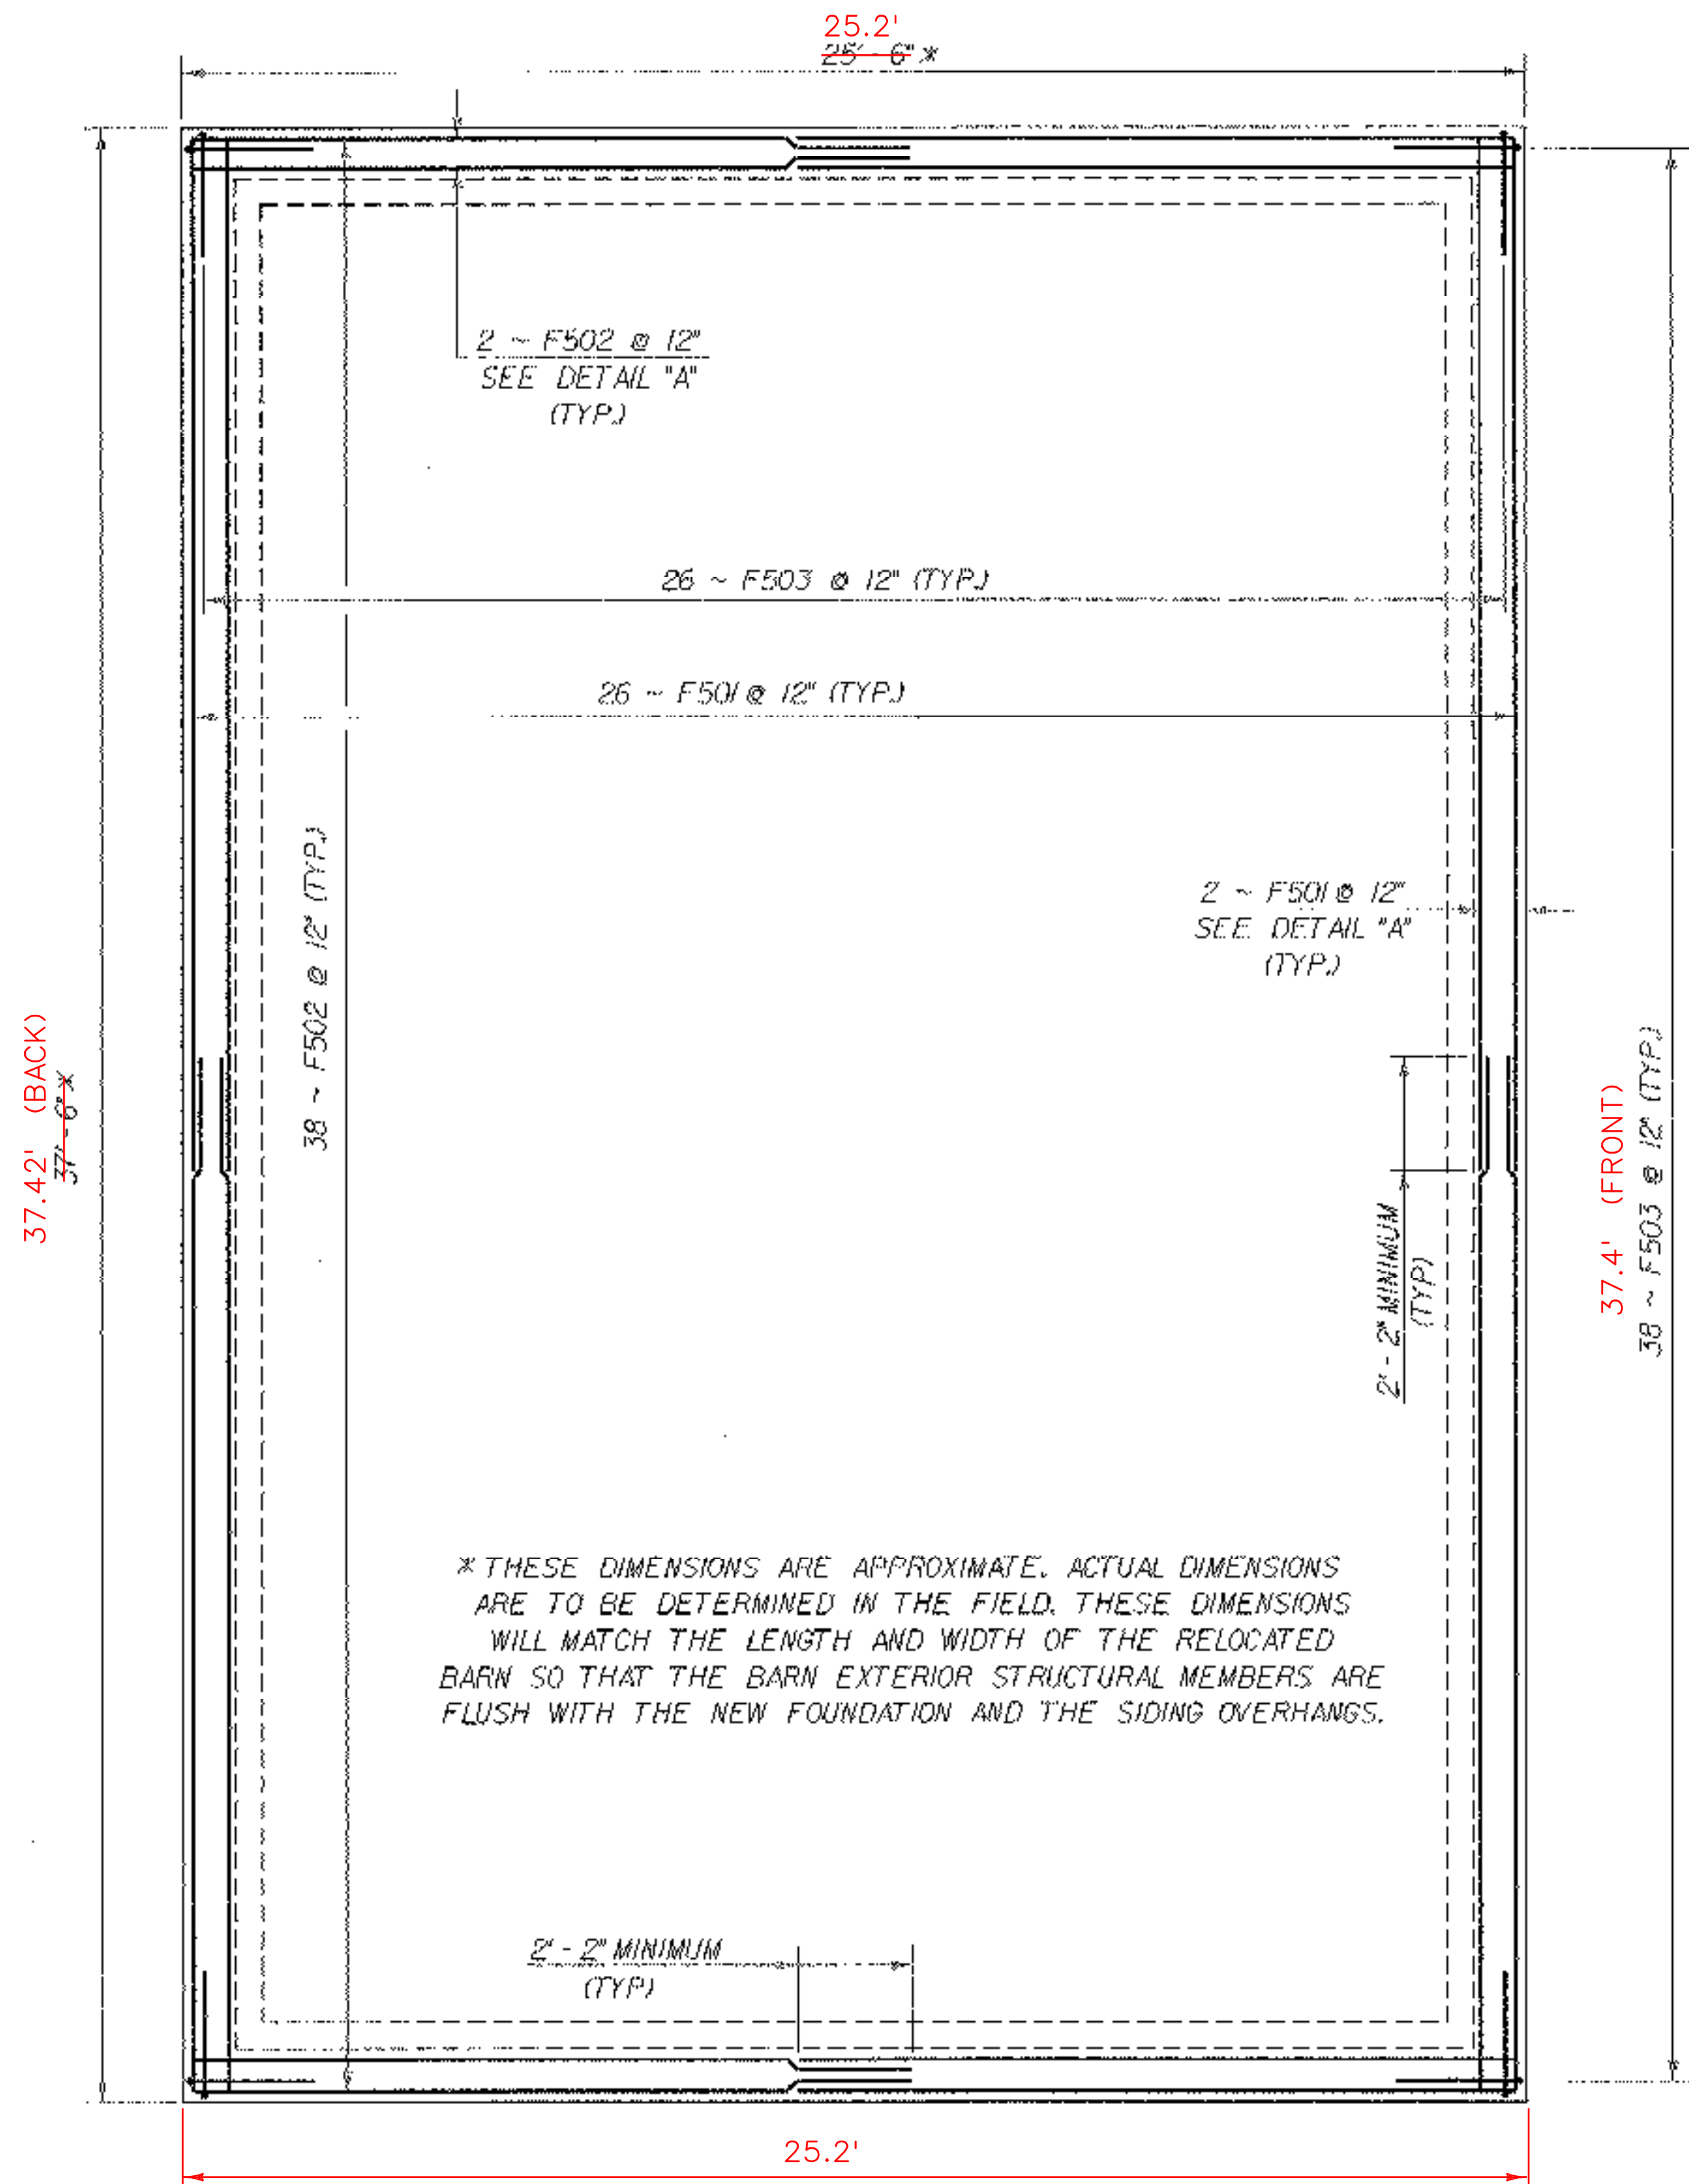 25.2'
25' - 6" *
2 ~ F502 @ 12"
SEE DETAIL "A"
(TYP.)
26 ~ F503 @ 12" (TYP.)
26 ~ F501 @ 12" (TYP.)
38 ~ F502 @ 12" (TYP.)
2 ~ F501 @ 12"
SEE DETAIL "A"
(TYP.)
37.42' (BACK)
37' - 6" *
2' - 2" MINIMUM
(TYP)
37.4' (FRONT)
38 ~ F503 @ 12" (TYP.)
* THESE DIMENSIONS ARE APPROXIMATE. ACTUAL DIMENSIONS
ARE TO BE DETERMINED IN THE FIELD. THESE DIMENSIONS
WILL MATCH THE LENGTH AND WIDTH OF THE RELOCATED
BARN SO THAT THE BARN EXTERIOR STRUCTURAL MEMBERS ARE
FLUSH WITH THE NEW FOUNDATION AND THE SIDING OVERHANGS.
2' - 2" MINIMUM
(TYP)
25.2'